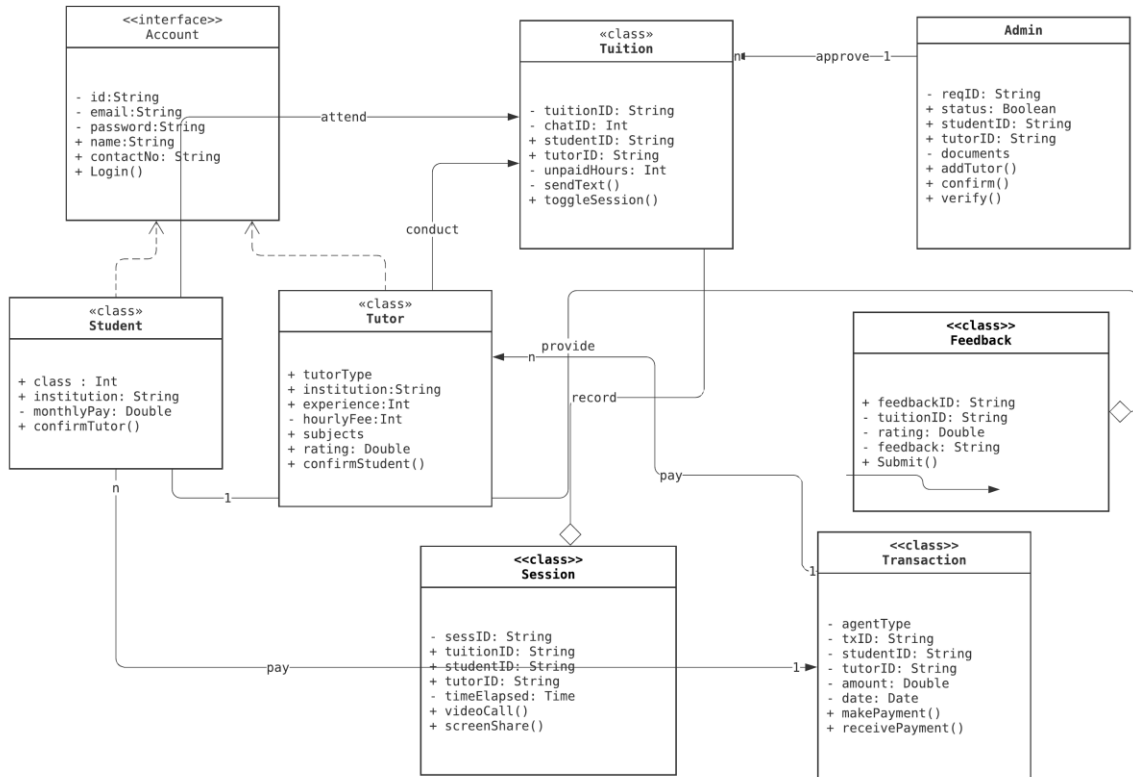 <<interface>>
Account
- id:String
- email:String
- password:String
+ name:String
+ contactNo: String
+ Login()
«class»
Tuition
- tuitionID: String
- chatID: Int
+ studentID: String
+ tutorID: String
- unpaidHours: Int
- sendText()
+ toggleSession()
Admin
- reqID: String
+ status: Boolean
+ studentID: String
+ tutorID: String
- documents
+ addTutor()
+ confirm()
+ verify()
n
approve
1
attend
conduct
«class»
Student
+ class : Int
+ institution: String
- monthlyPay: Double
+ confirmTutor()
«class»
Tutor
+ tutorType
+ institution:String
+ experience:Int
- hourlyFee:Int
+ subjects
+ rating: Double
+ confirmStudent()
provide
n
record
<<class>>
Feedback
+ feedbackID: String
- tuitionID: String
- rating: Double
- feedback: String
+ Submit()
n
1
pay
<<class>>
Session
- sessID: String
+ tuitionID: String
+ studentID: String
+ tutorID: String
- timeElapsed: Time
+ videoCall()
+ screenShare()
1
<<class>>
Transaction
- agentType
- txID: String
- studentID: String
- tutorID: String
- amount: Double
- date: Date
+ makePayment()
+ receivePayment()
pay
1